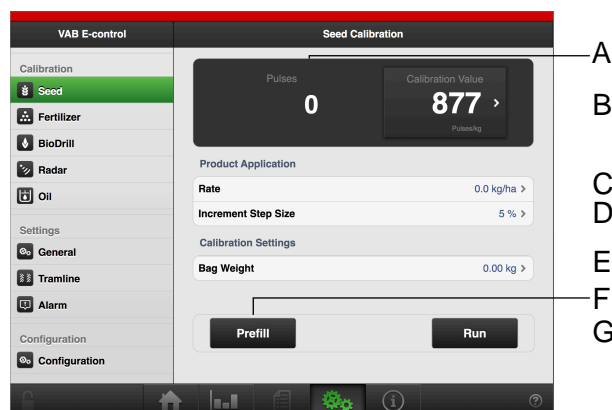 VAB E-control
Seed Calibration
Calibration
Seed
Fertilizer
BioDrill
Radar
Oil
Settings
General
Tramline
Alarm
Configuration
Configuration
Pulses
0
Calibration Value
877
Pulses/kg
Product Application
Rate 0.0 kg/ha
Increment Step Size 5 %
Calibration Settings
Bag Weight 0.00 kg
Prefill Run
A
B
C
D
E
F
G